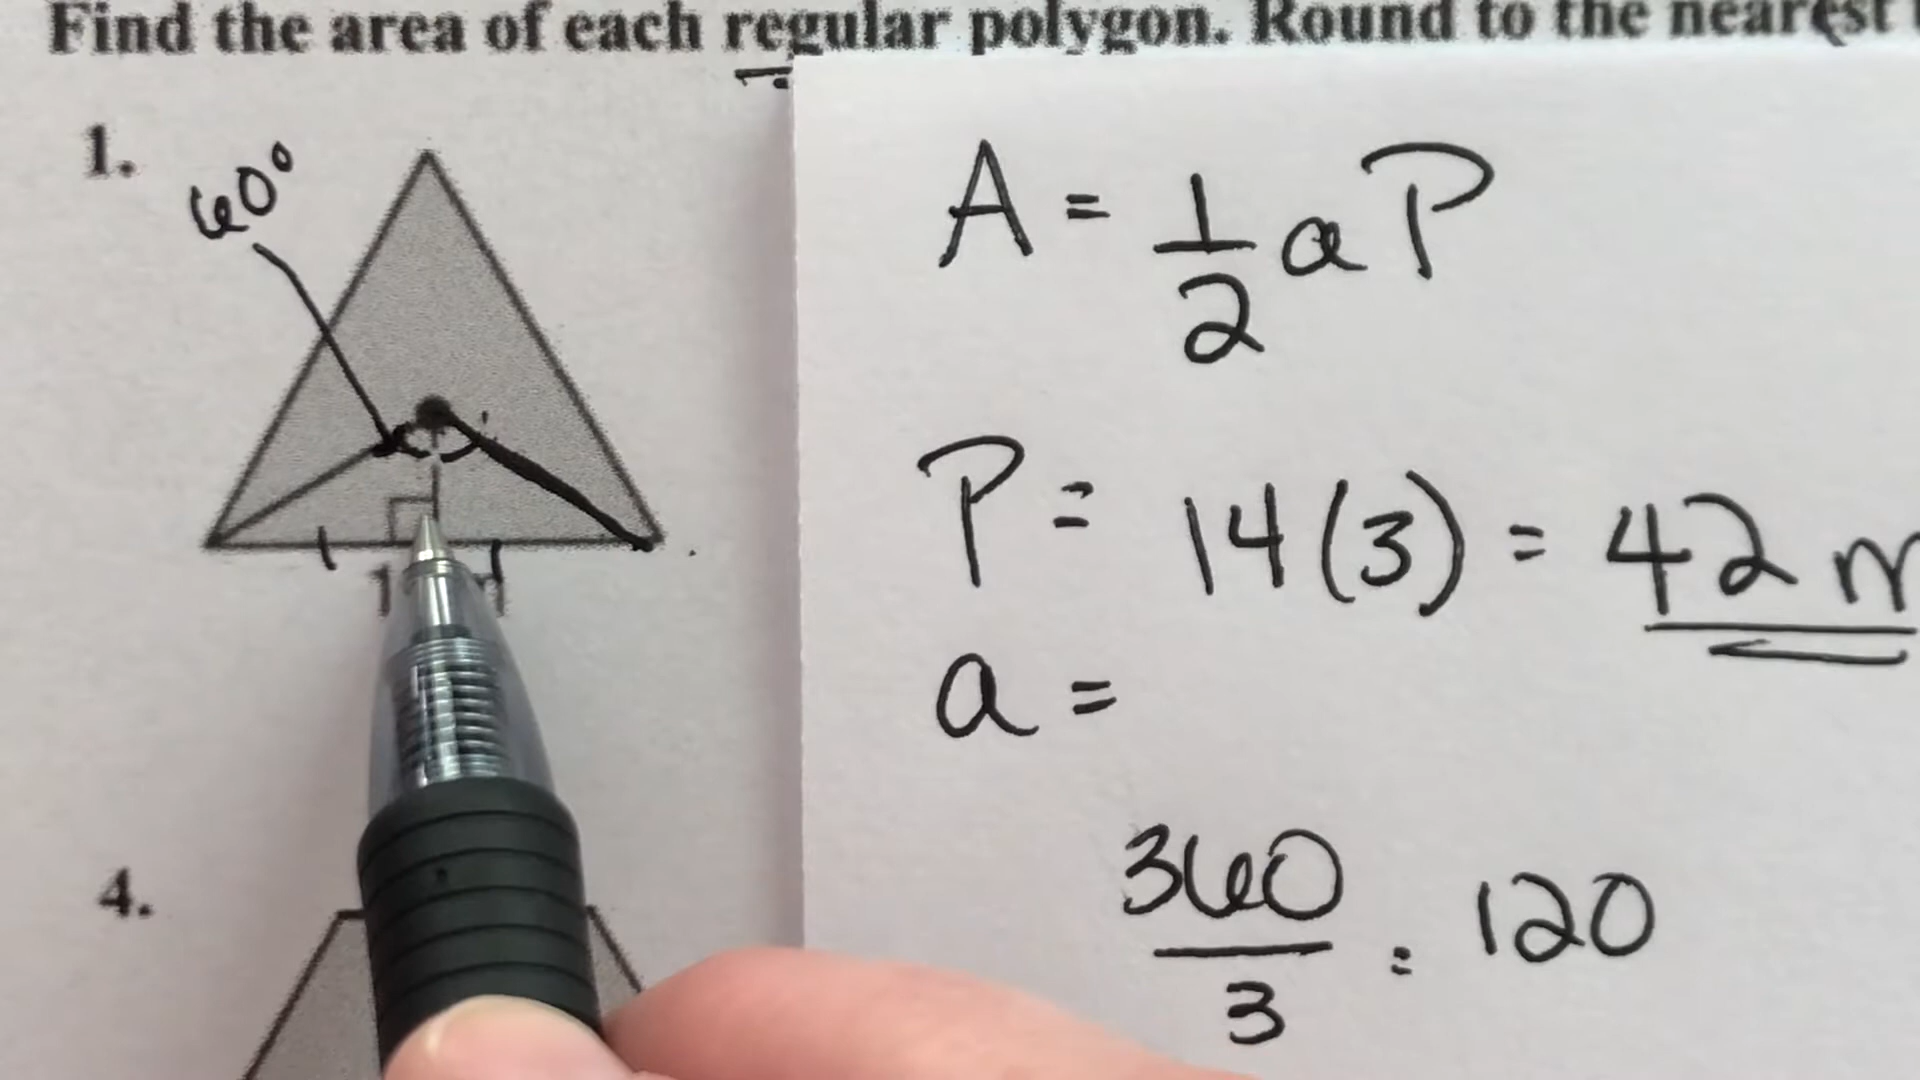 Find the area of each regular polygon. Round to the nearest
1.
60°
A = 1/2 a P
P = 14(3) = 42 m
a =
360/3 = 120
4.